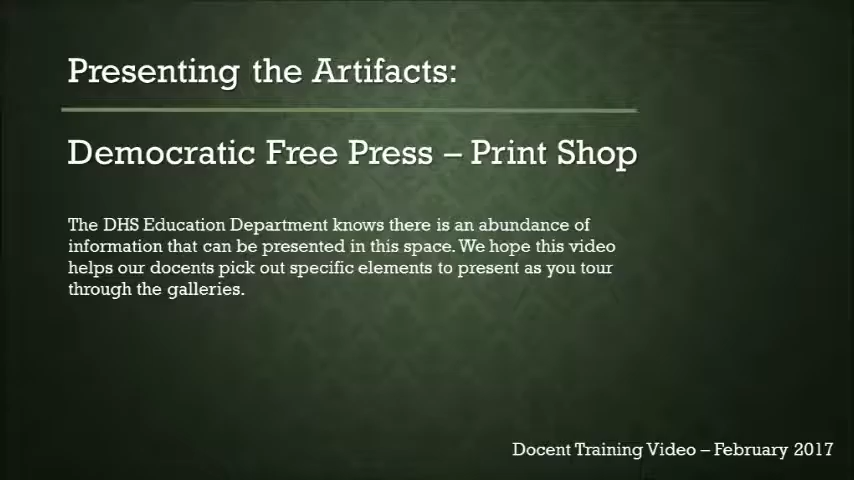 Presenting the Artifacts:
Democratic Free Press – Print Shop
The DHS Education Department knows there is an abundance of
information that can be presented in this space. We hope this video
helps our docents pick out specific elements to present as you tour
through the galleries.
Docent Training Video – February 2017